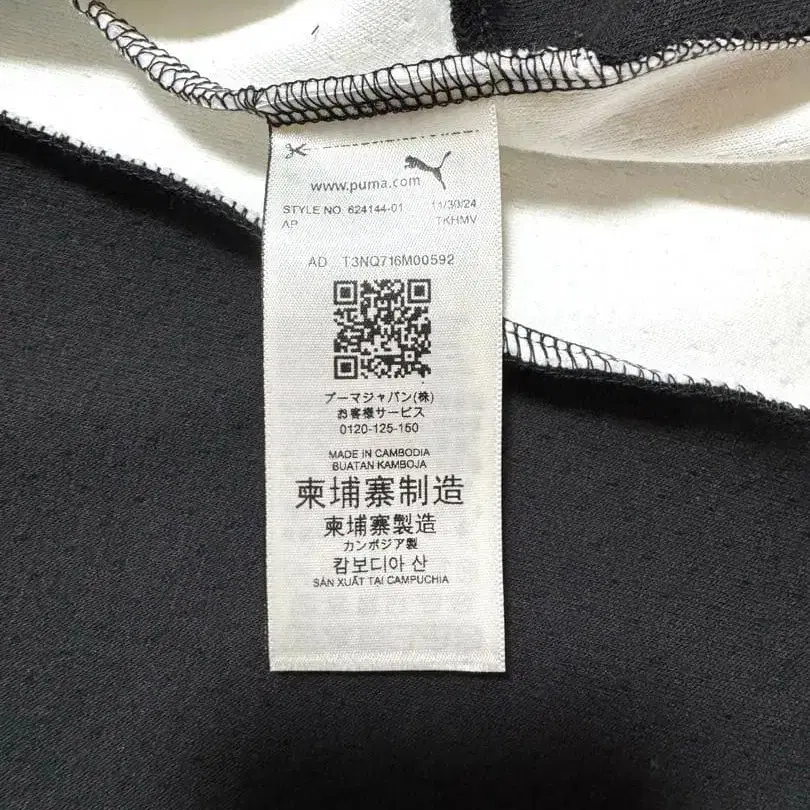 www.puma.com
STYLE NO. 624144-01 11/30/24
AP TKHMV
AD T3NQ716M00592
プーマジャパン(株)
お客様サービス
0120-125-150
MADE IN CAMBODIA
BUATAN KAMBOJA
柬埔寨制造
柬埔寨製造
カンボジア製
캄보디아 산
SẢN XUẤT TẠI CAMPUCHIA